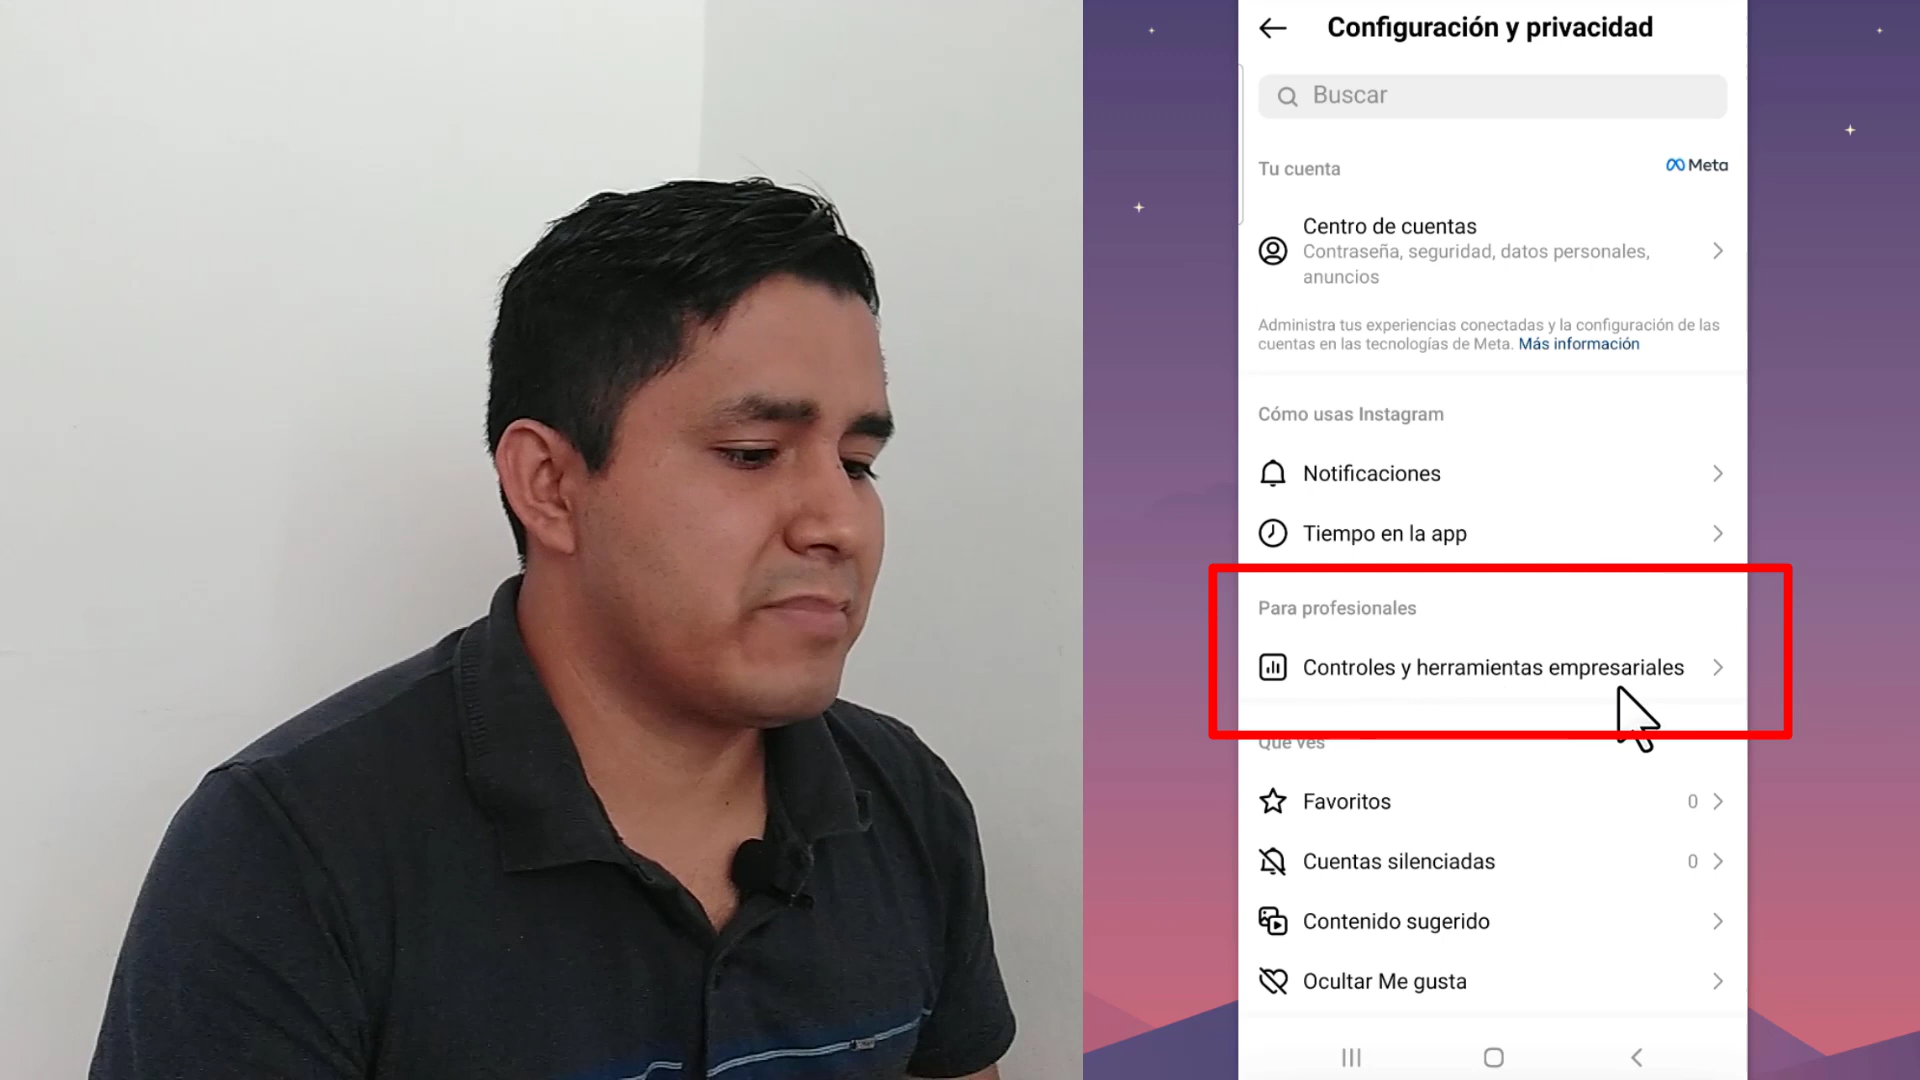 Configuración y privacidad
Buscar
Tu cuenta
Meta
Centro de cuentas
Contraseña, seguridad, datos personales,
anuncios
Administra tus experiencias conectadas y la configuración de las
cuentas en las tecnologías de Meta. Más información
Cómo usas Instagram
Notificaciones
Tiempo en la app
Para profesionales
Controles y herramientas empresariales
Qué ves
Favoritos 0
Cuentas silenciadas 0
Contenido sugerido
Ocultar Me gusta